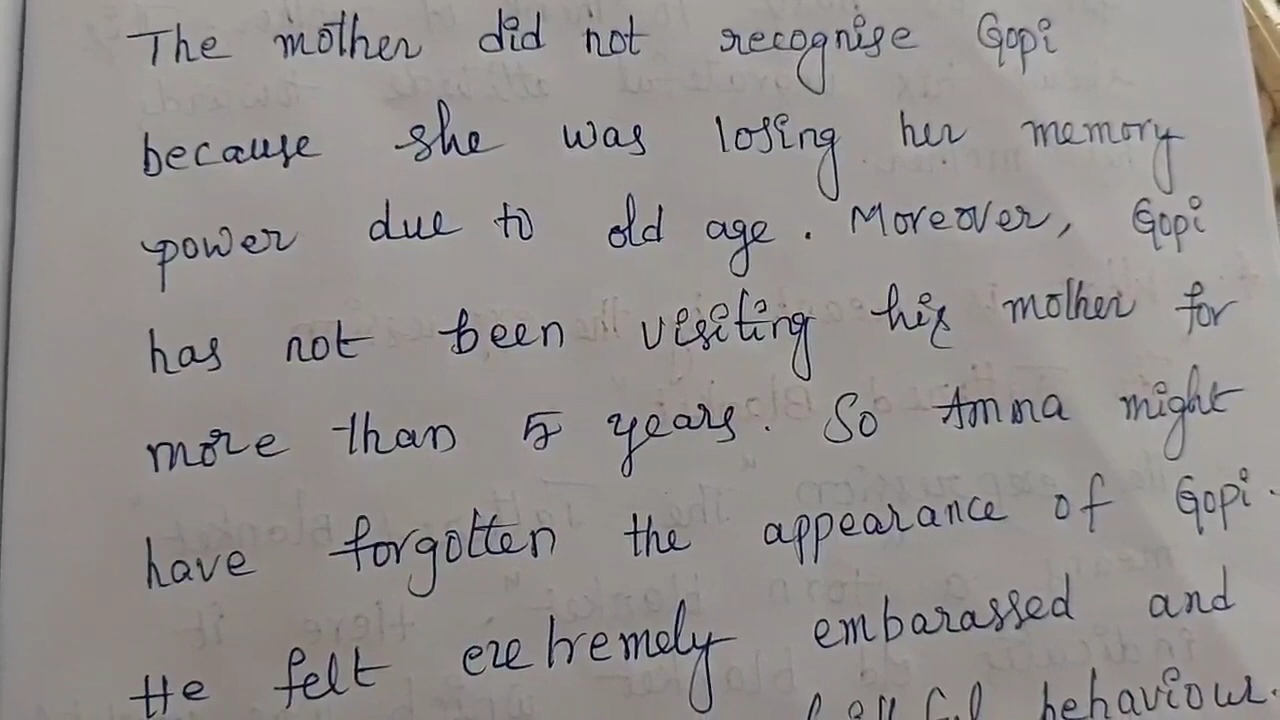 The mother did not recognise Gopi
because she was losing her memory
power due to old age. Moreover, Gopi
has not been visiting his mother for
more than 5 years. So Amma might
have forgotten the appearance of Gopi.
He felt extremely embarassed and
behaviour.